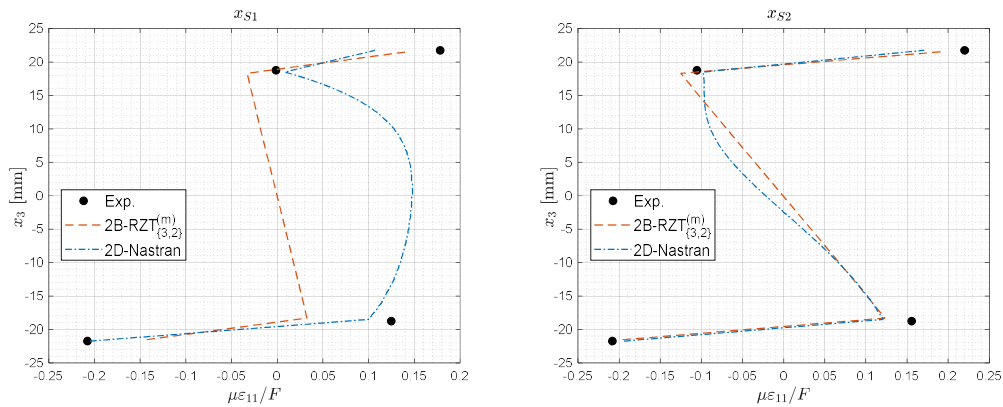 x_{S1}
25
20
15
10
5
0
-5
-10
-15
-20
-25
x_3 [mm]
Exp.
2B-RZT^{(m)}_{\{3,2\}}
2D-Nastran
-0.25 -0.2 -0.15 -0.1 -0.05 0 0.05 0.1 0.15 0.2
με_{11}/F
x_{S2}
25
20
15
10
5
0
-5
-10
-15
-20
-25
x_3 [mm]
Exp.
2B-RZT^{(m)}_{\{3,2\}}
2D-Nastran
-0.25 -0.2 -0.15 -0.1 -0.05 0 0.05 0.1 0.15 0.2 0.25
με_{11}/F